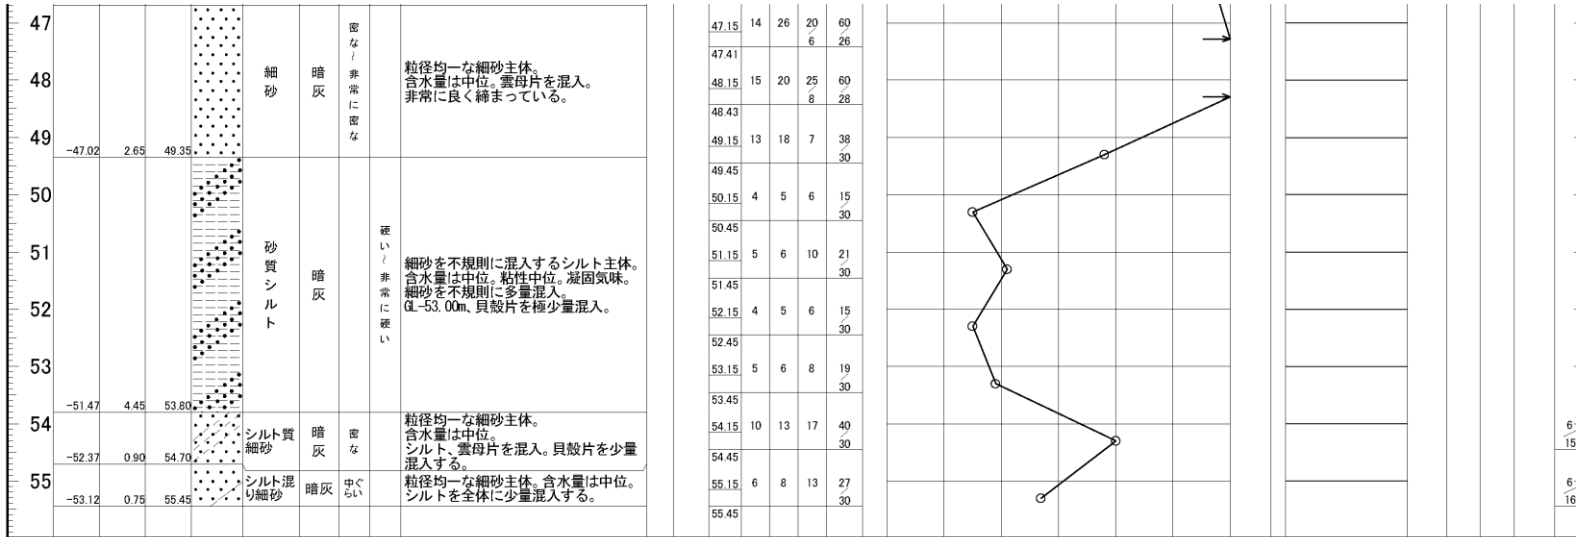 47
48
49
50
51
52
53
54
55
-47.02 2.65 49.35
-51.47 4.45 53.80
-52.37 0.90 54.70
-53.12 0.75 55.45
細砂
暗灰
密な~非常に密な
粒径均一な細砂主体。
含水量は中位。雲母片を混入。
非常に良く締まっている。
砂質シルト
暗灰
硬い~非常に硬い
細砂を不規則に混入するシルト主体。
含水量は中位。粘性中位。凝固気味。
細砂を不規則に多量混入。
GL-53.00m、貝殻片を極少量混入。
シルト質
細砂
暗灰
密な
粒径均一な細砂主体。
含水量は中位。
シルト、雲母片を混入。貝殻片を少量
混入する。
シルト混
り細砂
暗灰
中ぐ
らい
粒径均一な細砂主体。含水量は中位。
シルトを全体に少量混入する。
47.15 14 26 20/6 60/26
47.41
48.15 15 20 25/8 60/28
48.43
49.15 13 18 7 38/30
49.45
50.15 4 5 6 15/30
50.45
51.15 5 6 10 21/30
51.45
52.15 4 5 6 15/30
52.45
53.15 5 6 8 19/30
53.45
54.15 10 13 17 40/30
54.45
55.15 6 8 13 27/30
55.45